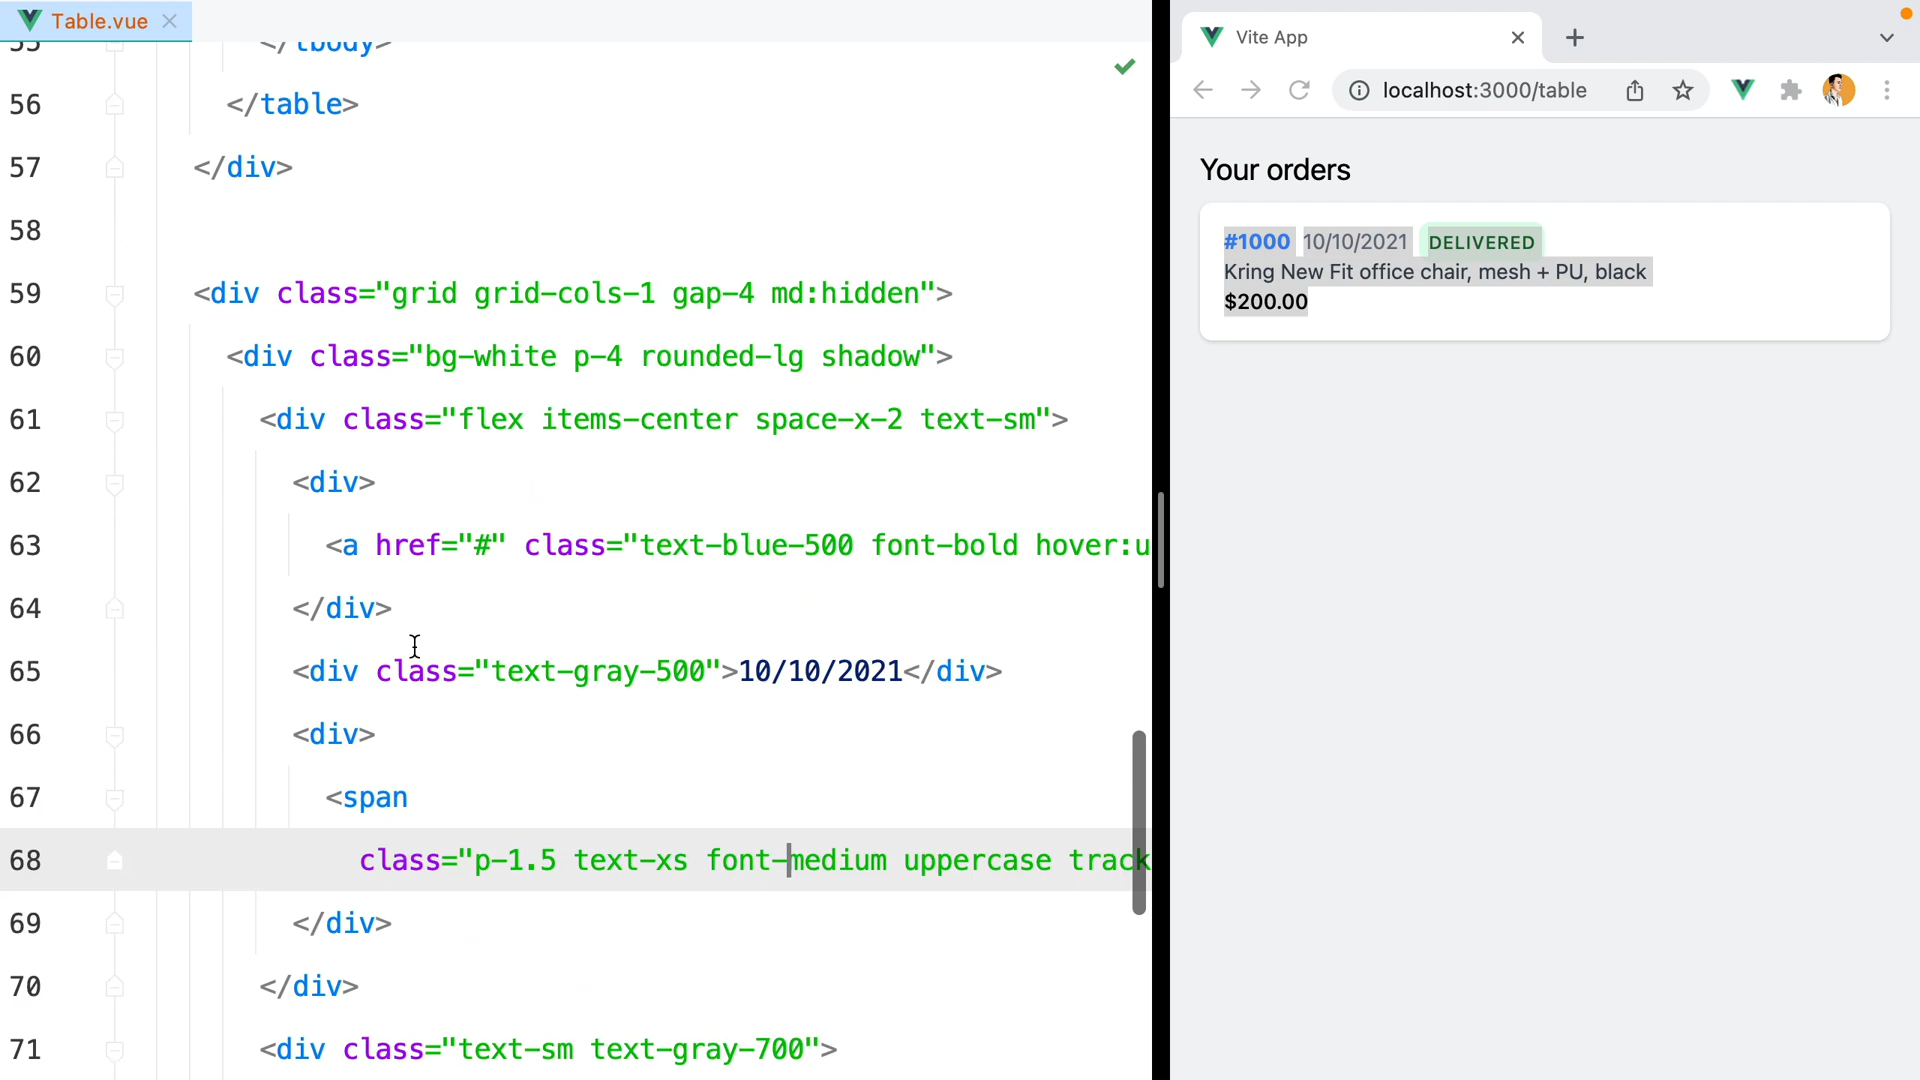 Table.vue
55 </tbody>
56 </table>
57 </div>
58
59 <div class="grid grid-cols-1 gap-4 md:hidden">
60 <div class="bg-white p-4 rounded-lg shadow">
61 <div class="flex items-center space-x-2 text-sm">
62 <div>
63 <a href="#" class="text-blue-500 font-bold hover:u
64 </div>
65 <div class="text-gray-500">10/10/2021</div>
66 <div>
67 <span
68 class="p-1.5 text-xs font-medium uppercase track
69 </div>
70 </div>
71 <div class="text-sm text-gray-700">
Vite App
localhost:3000/table
Your orders
#1000 10/10/2021 DELIVERED
Kring New Fit office chair, mesh + PU, black
$200.00